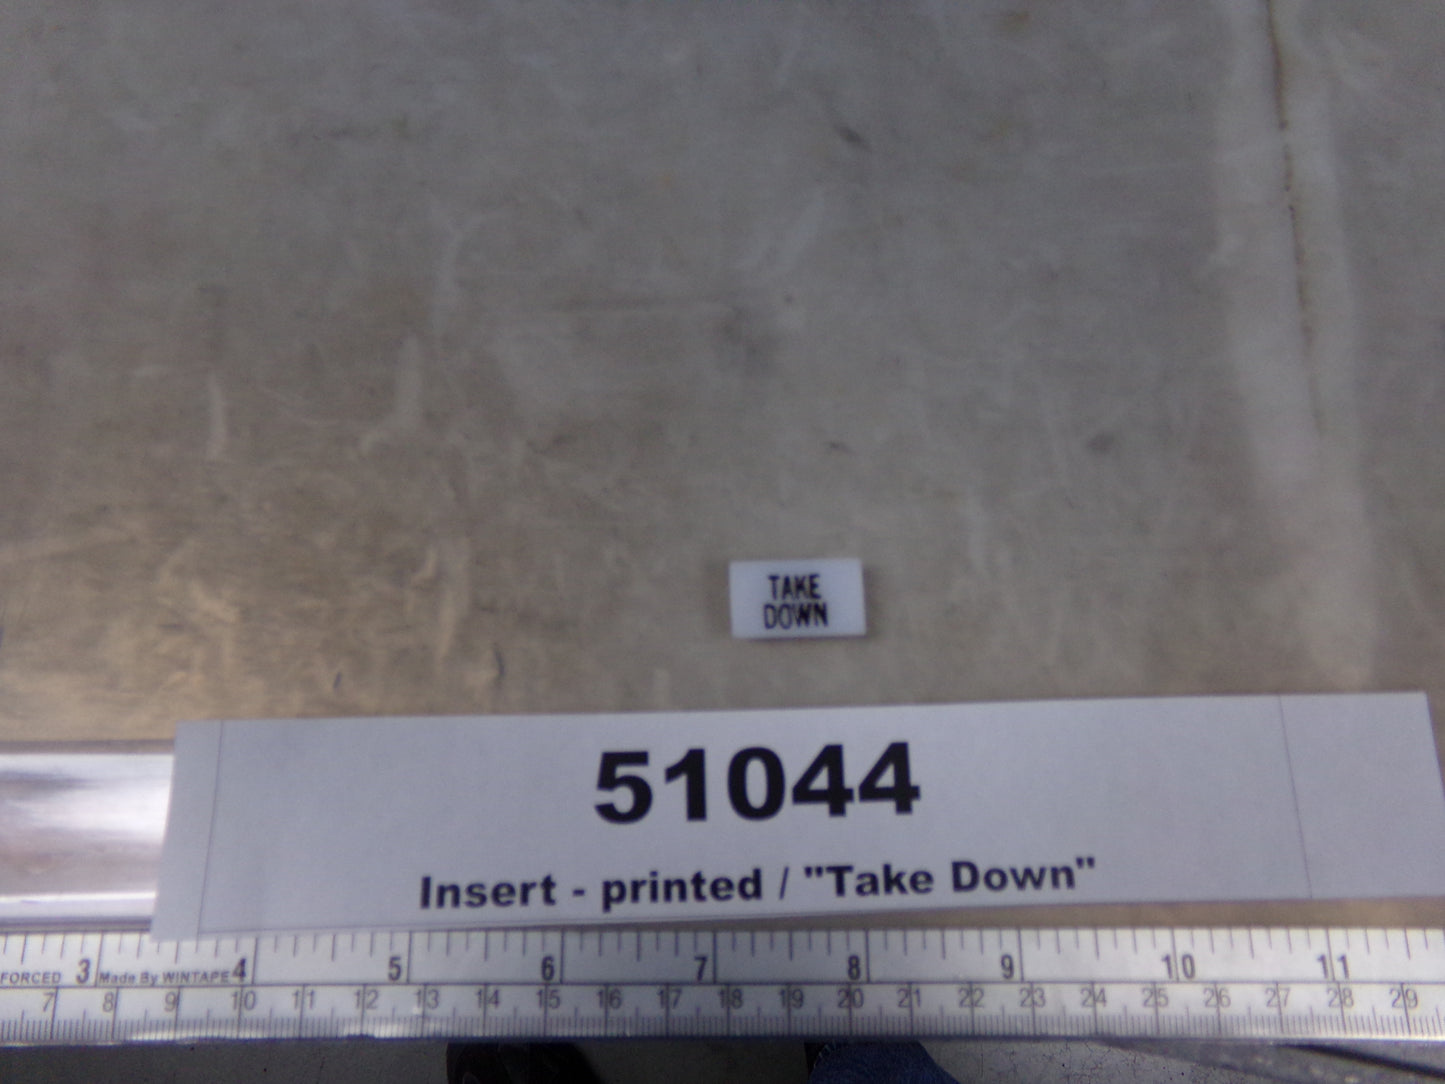 TAKE
DOWN
51044
Insert - printed / "Take Down"
FORCED 3 Made By WINTAPE 4 5 6 7 8 9 10 11
7 8 9 10 11 12 13 14 15 16 17 18 19 20 21 22 23 24 25 26 27 28 29